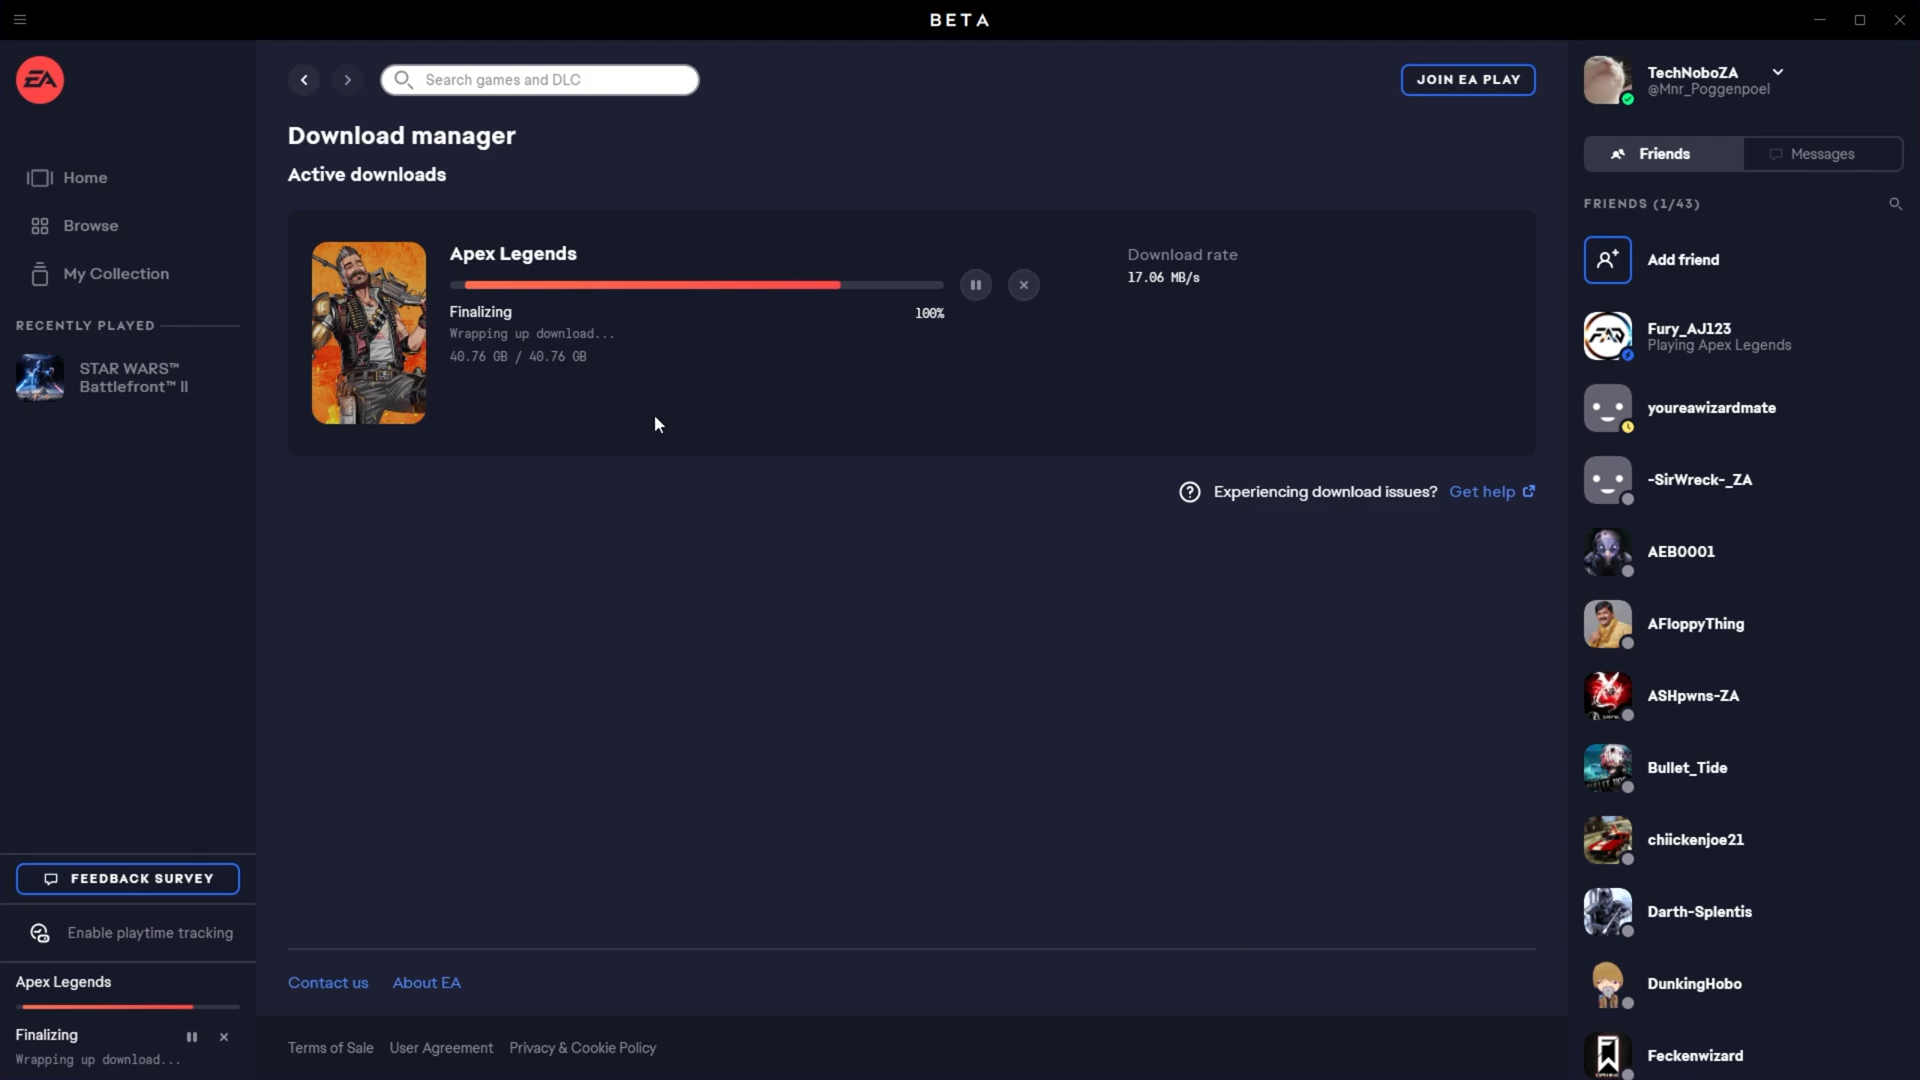 BETA
EA
Search games and DLC
JOIN EA PLAY
TechNoboZA
@Mnr_Poggenpoel
Home
Browse
My Collection
RECENTLY PLAYED
STAR WARS™
Battlefront™ II
Download manager
Active downloads
Apex Legends
Finalizing
100%
Wrapping up download...
40.76 GB / 40.76 GB
Download rate
17.06 MB/s
Experiencing download issues? Get help
Friends
Messages
FRIENDS (1/43)
Add friend
Fury_AJ123
Playing Apex Legends
youreawizardmate
-SirWreck-_ZA
AEB0001
AFloppyThing
ASHpwns-ZA
Bullet_Tide
chiickenjoe21
Darth-Splentis
DunkingHobo
Feckenwizard
FEEDBACK SURVEY
Enable playtime tracking
Apex Legends
Finalizing
Wrapping up download...
Contact us
About EA
Terms of Sale
User Agreement
Privacy & Cookie Policy